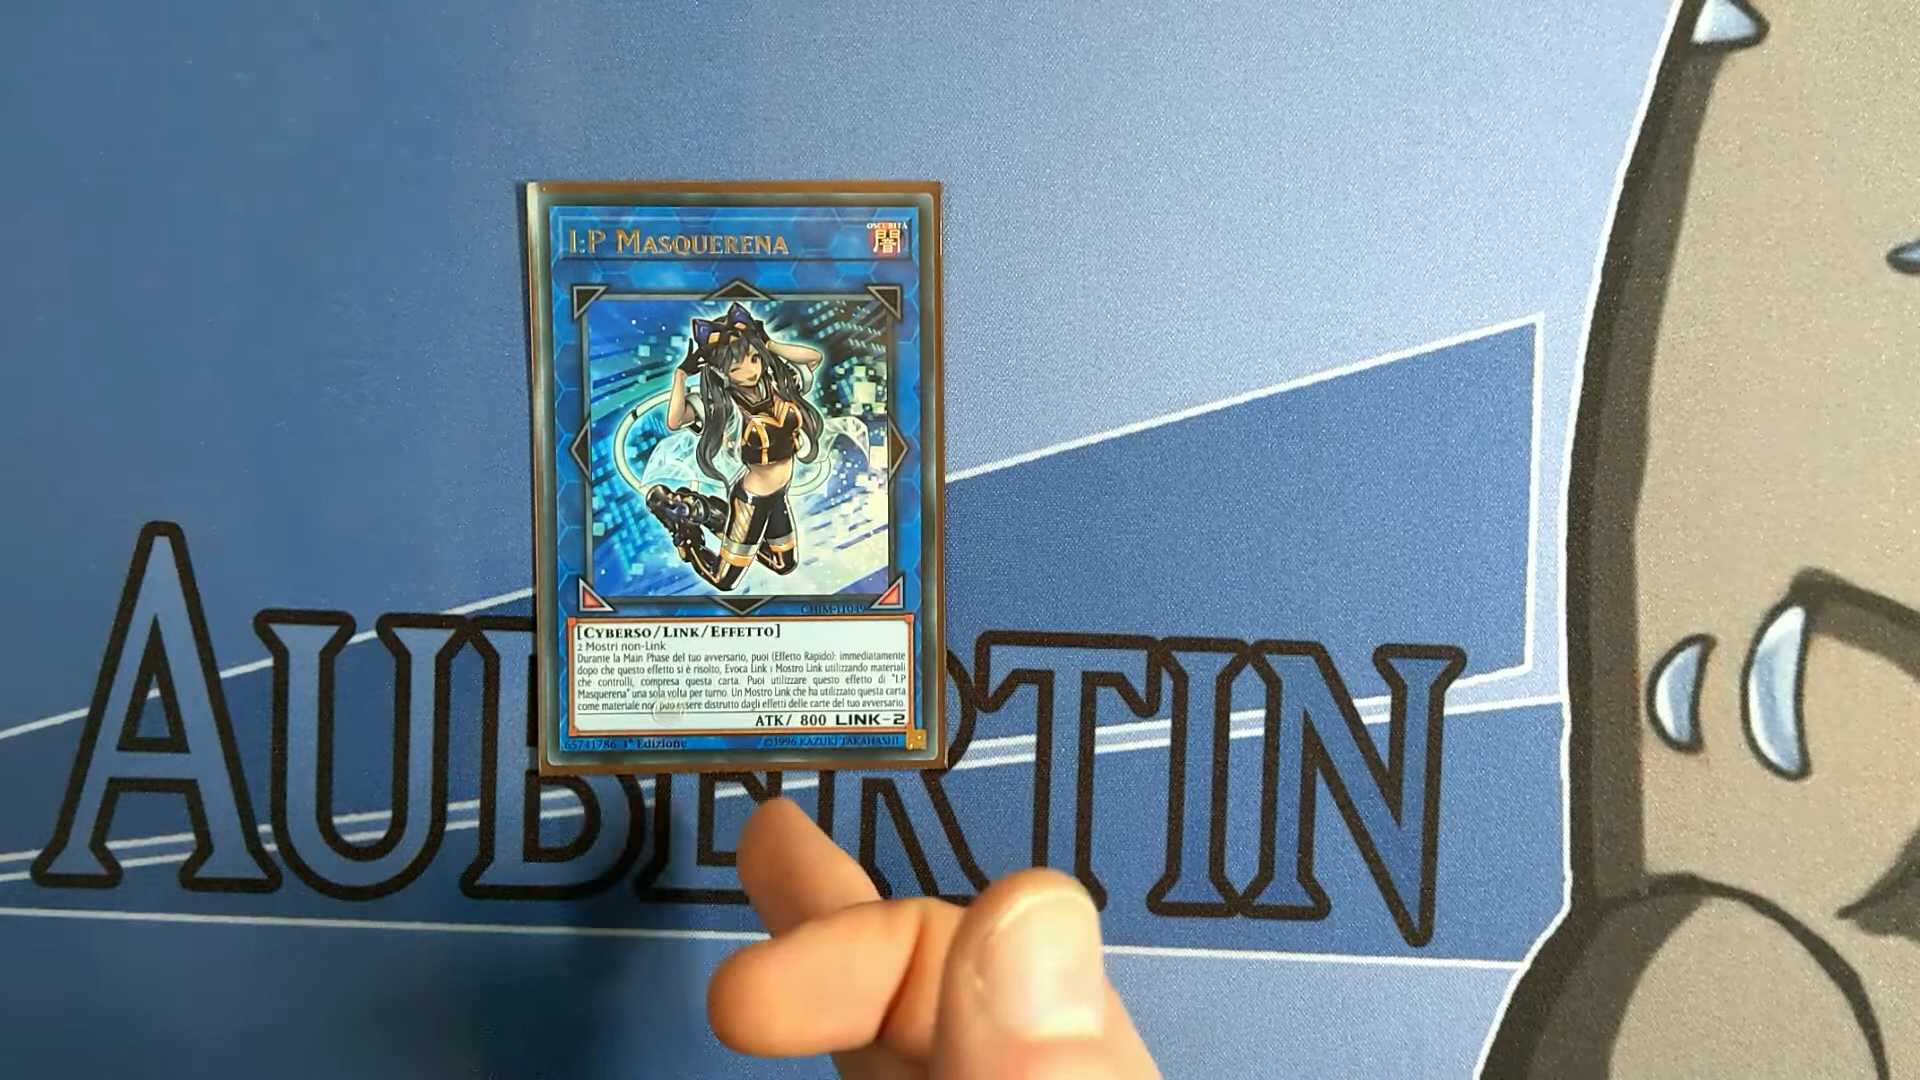 I:P MASQUERENA
OSCURITÀ
闇
CHIM-IT049
[CYBERSO/LINK/EFFETTO]
2 Mostri non-Link
Durante la Main Phase del tuo avversario, puoi (Effetto Rapido): immediatamente
dopo che questo effetto si è risolto, Evoca Link 1 Mostro Link utilizzando materiali
che controlli, compresa questa carta. Puoi utilizzare questo effetto di "I:P
Masquerena" una sola volta per turno. Un Mostro Link che ha utilizzato questa carta
come materiale non può essere distrutto dagli effetti delle carte del tuo avversario.
ATK/ 800 LINK-2
65741786 1ª Edizione ©1996 KAZUKI TAKAHASHI
AUBERTIN